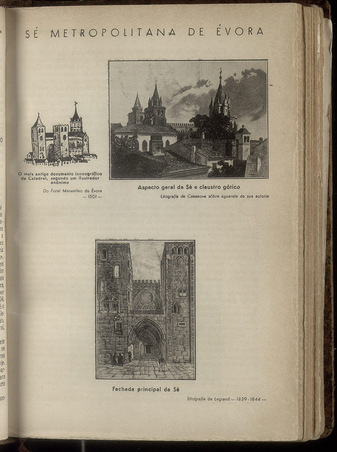 SÉ METROPOLITANA DE ÉVORA
O mais antigo documento iconográfico
da Catedral, segundo um ilustrador
anónimo
Do Foral Manuelino de Évora
— 1501 —
Aspecto geral da Sé e claustro gótico
Litografia de Casanova sôbre aguarela de sua autoria
Fachada principal da Sé
Litografia de Legrand — 1839-1844 —